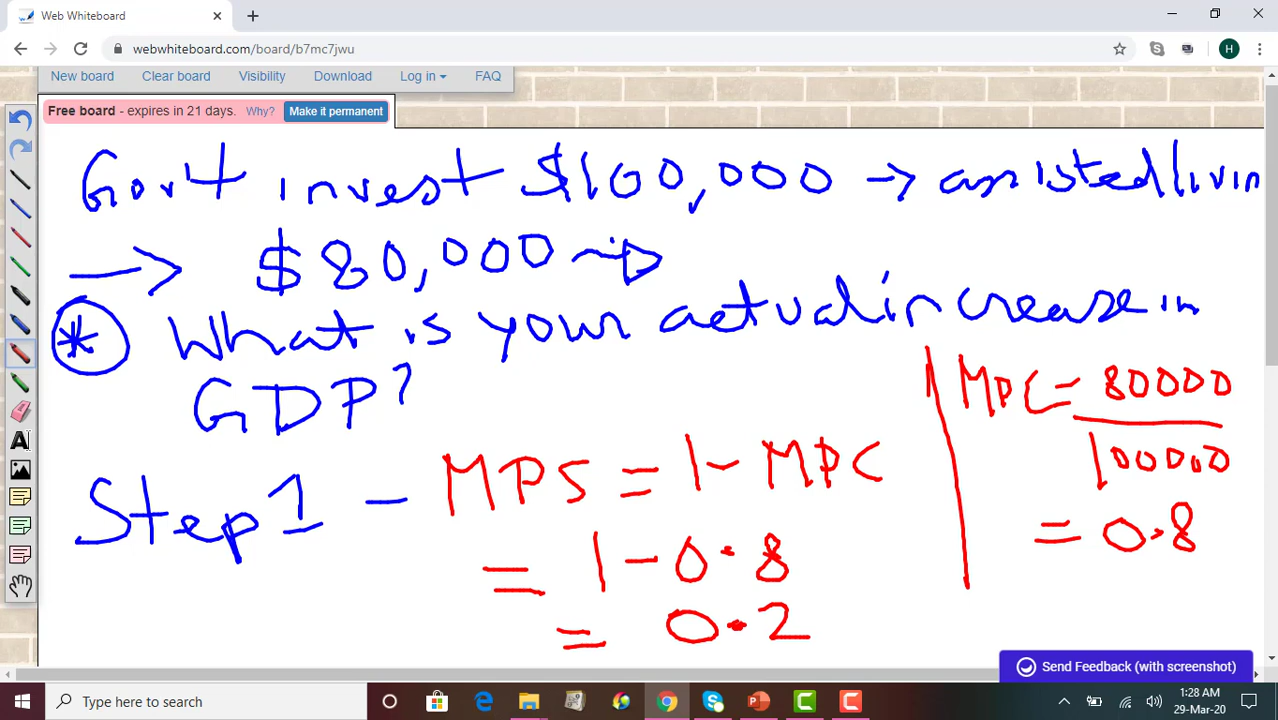 Web Whiteboard
webwhiteboard.com/board/b7mc7jwu
H
New board Clear board Visibility Download Log in FAQ
Free board - expires in 21 days. Why? Make it permanent
Govt invest $100,000 → assisted livin
→ $80,000 →
* What is your actual increase in
GDP?
MPC = 80000
100000
= 0.8
Step 1 - MPS = 1 - MPC
= 1 - 0.8
= 0.2
A
Send Feedback (with screenshot)
Type here to search
1:28 AM
29-Mar-20